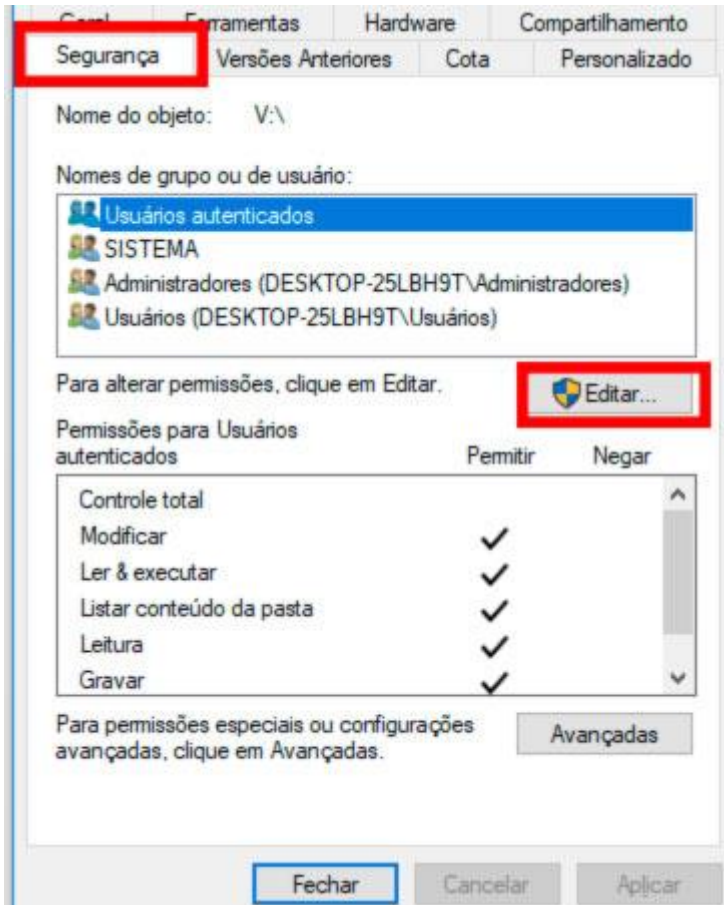 Geral Ferramentas Hardware Compartilhamento
Segurança Versões Anteriores Cota Personalizado
Nome do objeto: V:\
Nomes de grupo ou de usuário:
Usuários autenticados
SISTEMA
Administradores (DESKTOP-25LBH9T\Administradores)
Usuários (DESKTOP-25LBH9T\Usuários)
Para alterar permissões, clique em Editar. Editar...
Permissões para Usuários
autenticados Permitir Negar
Controle total
Modificar
Ler & executar
Listar conteúdo da pasta
Leitura
Gravar
Para permissões especiais ou configurações
avançadas, clique em Avançadas. Avançadas
Fechar Cancelar Aplicar